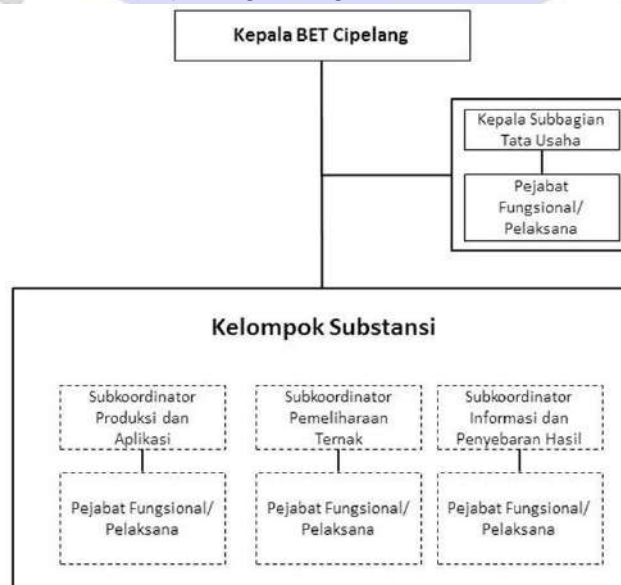 Kepala BET Cipelang
Kepala Subbagian
Tata Usaha
Pejabat
Fungsional/
Pelaksana
Kelompok Substansi
Subkoordinator
Produksi dan
Aplikasi
Pejabat Fungsional/
Pelaksana
Subkoordinator
Pemeliharaan
Ternak
Pejabat Fungsional/
Pelaksana
Subkoordinator
Informasi dan
Penyebaran Hasil
Pejabat Fungsional/
Pelaksana